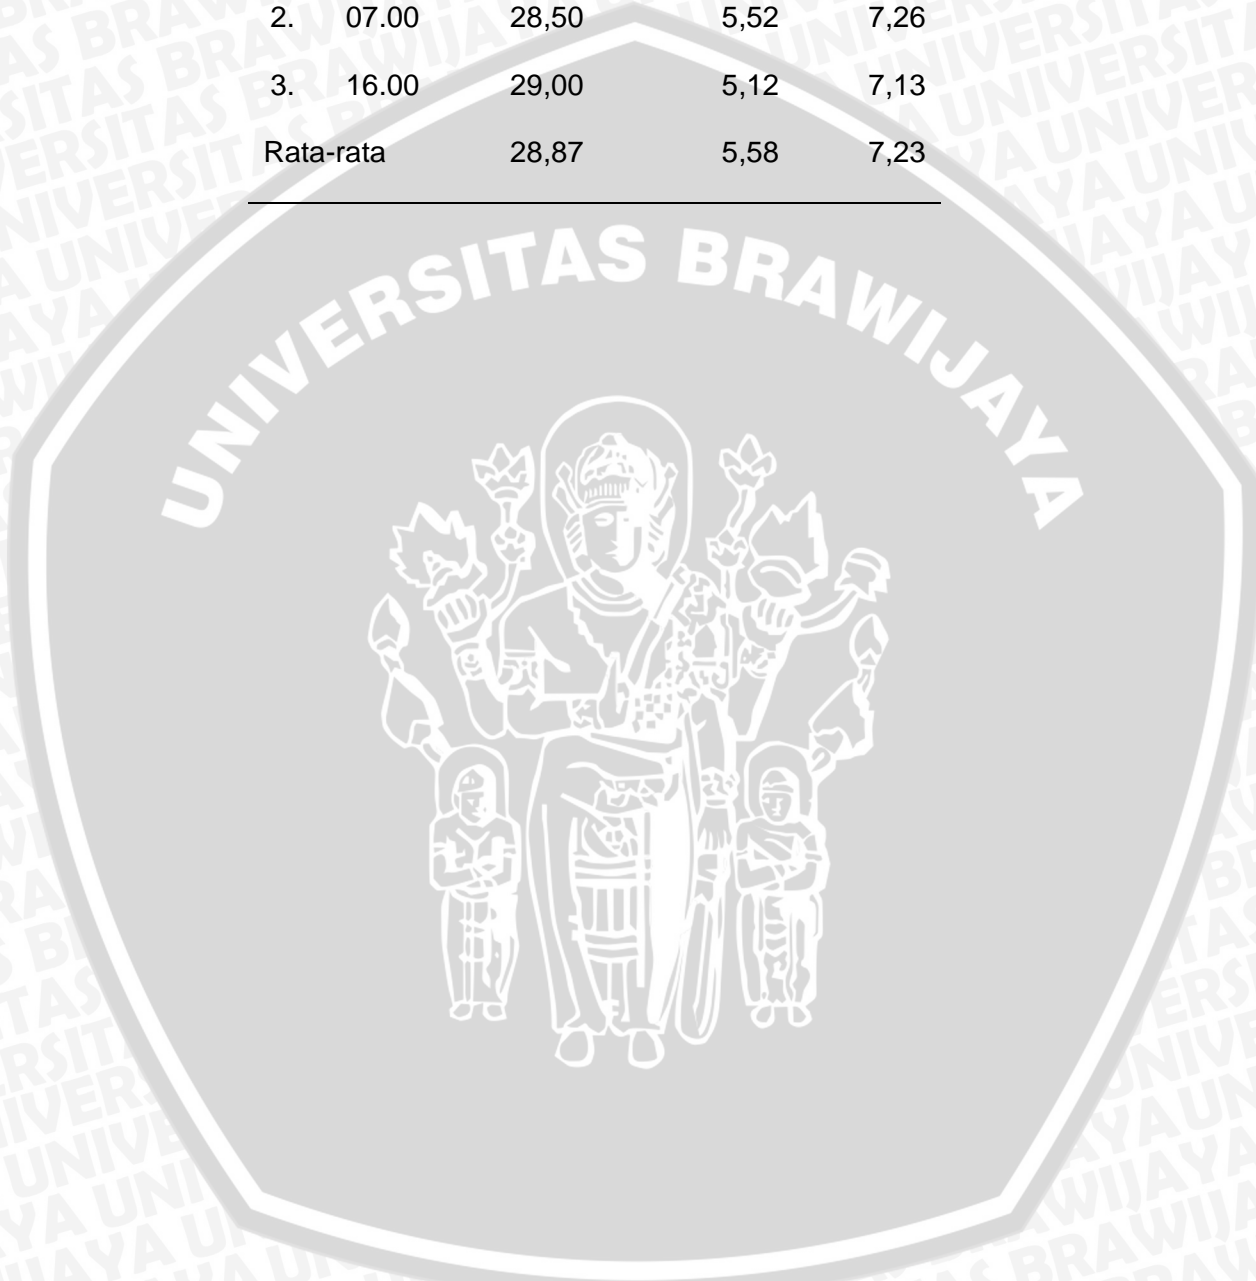 2. 07.00 28,50 5,52 7,26
3. 16.00 29,00 5,12 7,13
Rata-rata 28,87 5,58 7,23
UNIVERSITAS BRAWIJAYA